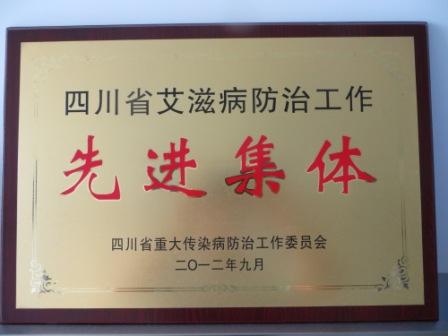 四川省艾滋病防治工作
先进集体
四川省重大传染病防治工作委员会
二〇一二年九月